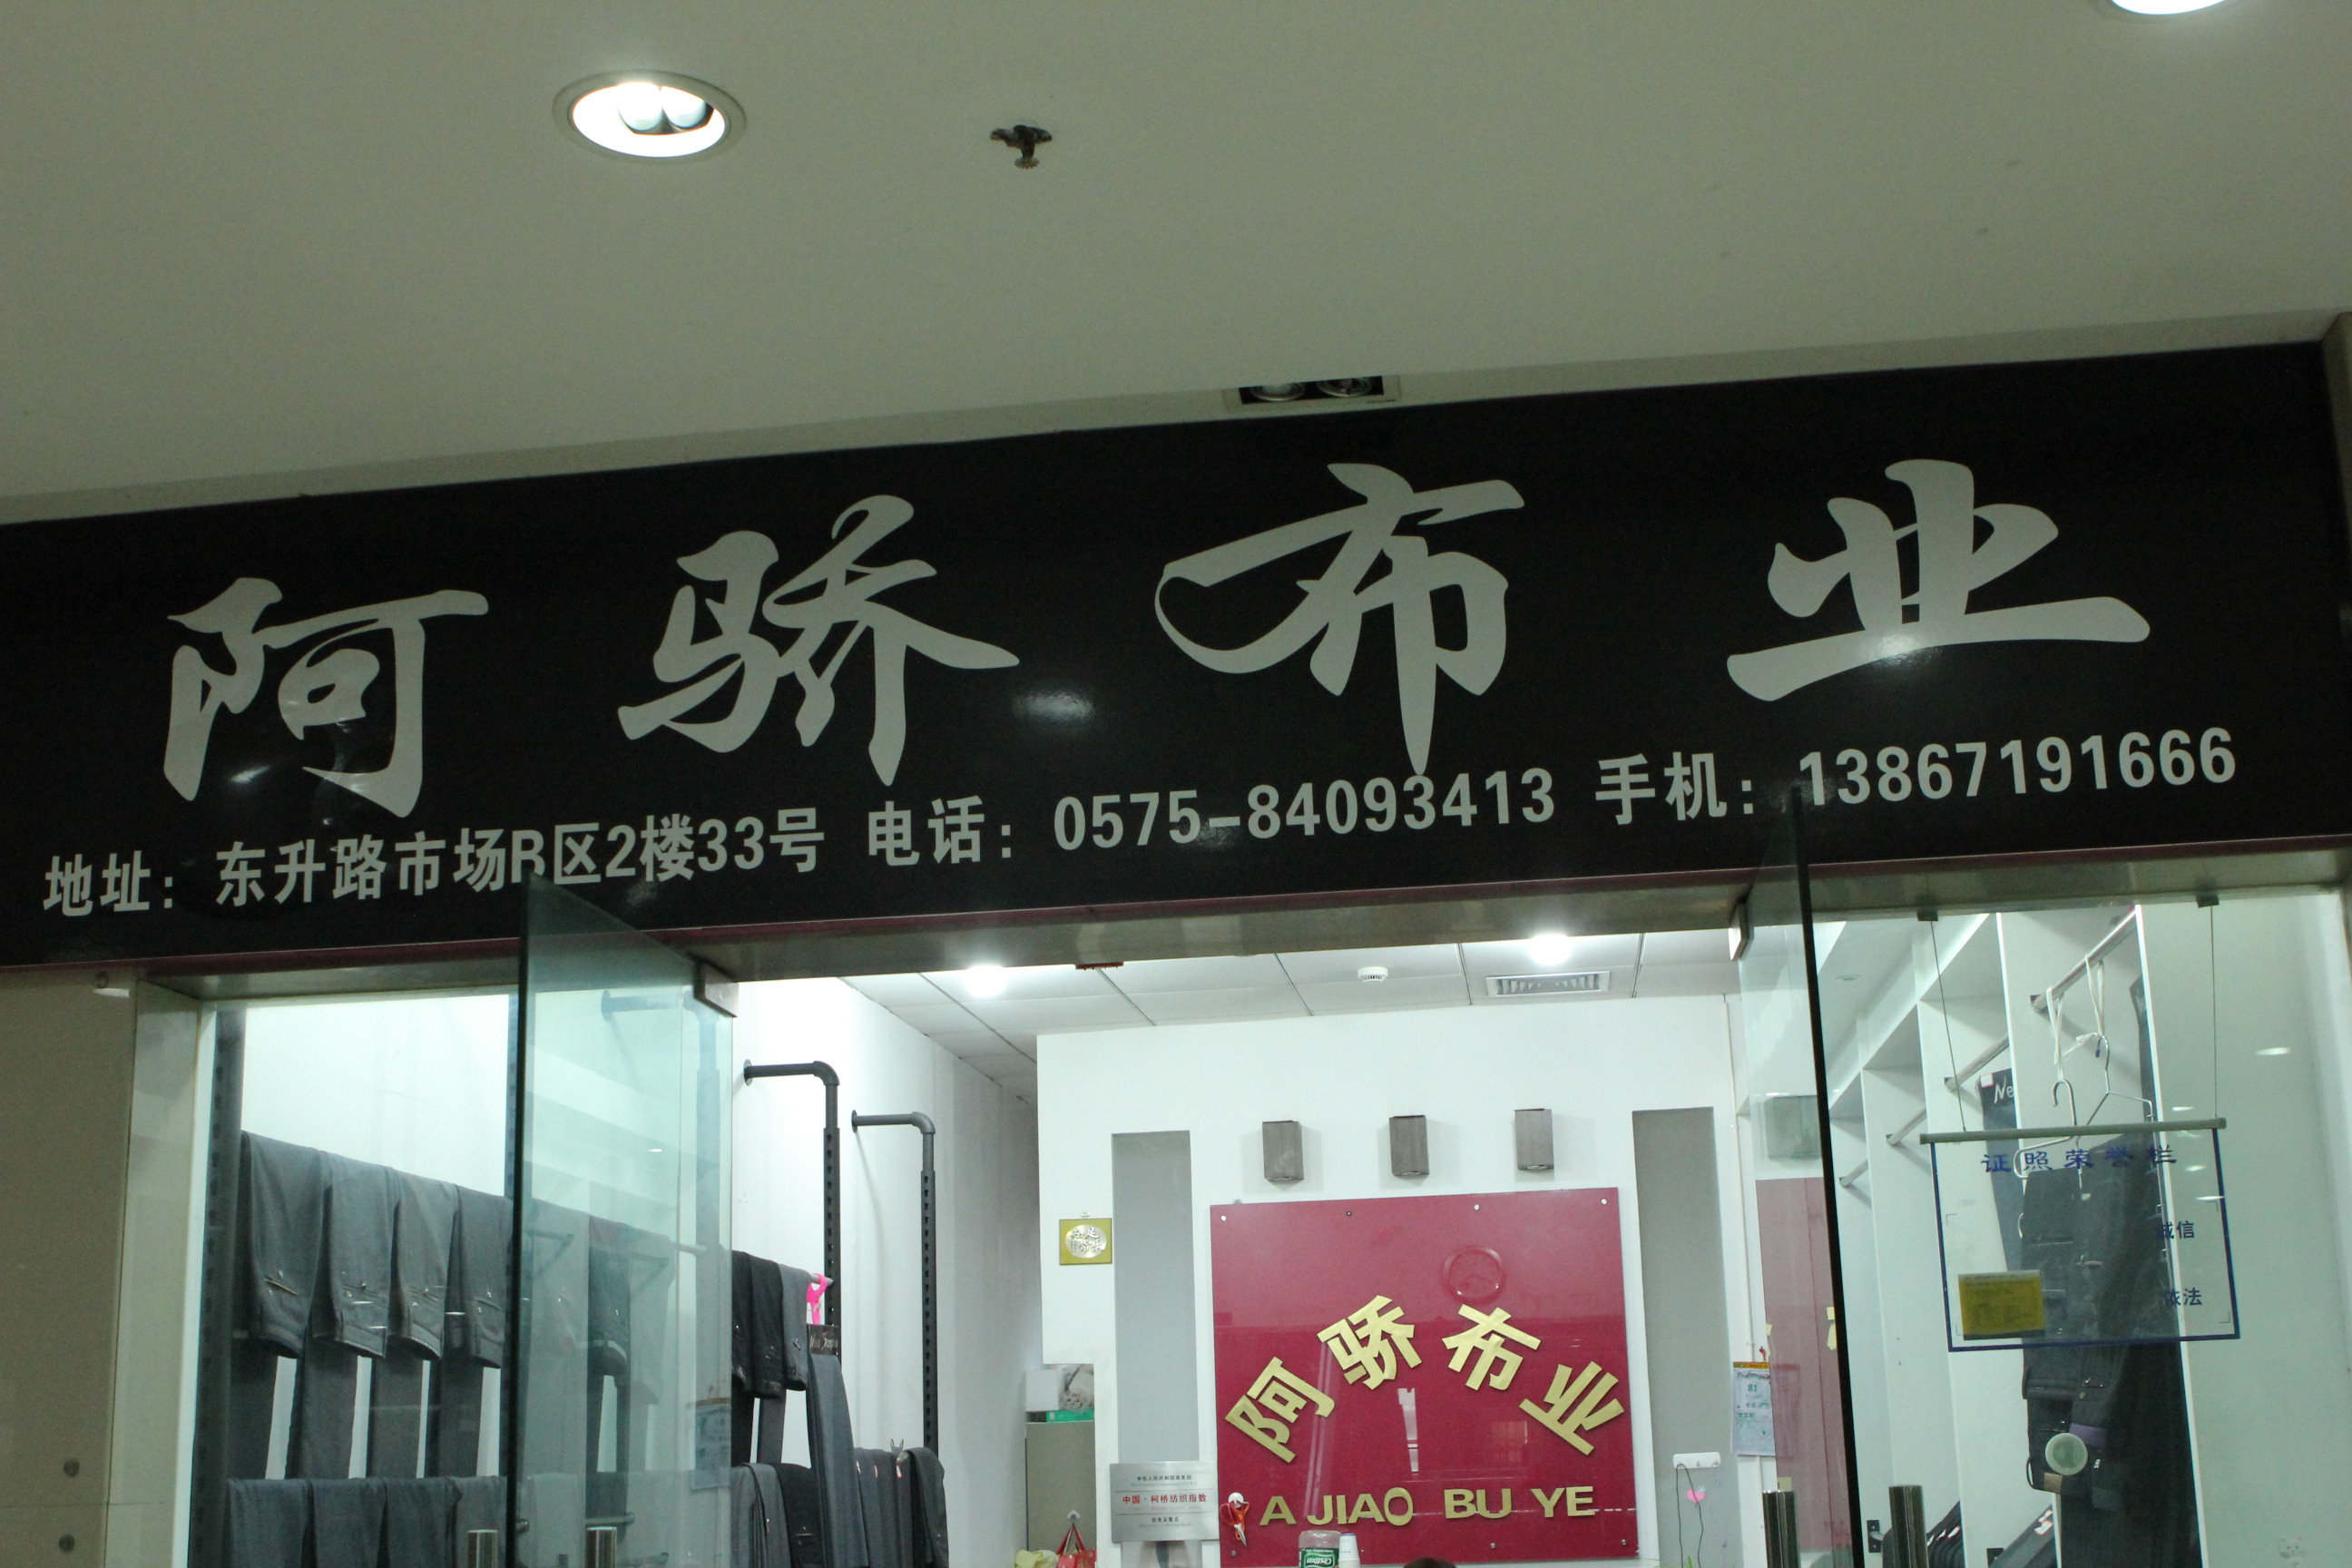 阿骄布业
地址：东升路市场B区2楼33号 电话：0575-84093413 手机：13867191666
证照荣誉栏
诚信
依法
阿骄布业
A JIAO BU YE
中国·柯桥纺织指数